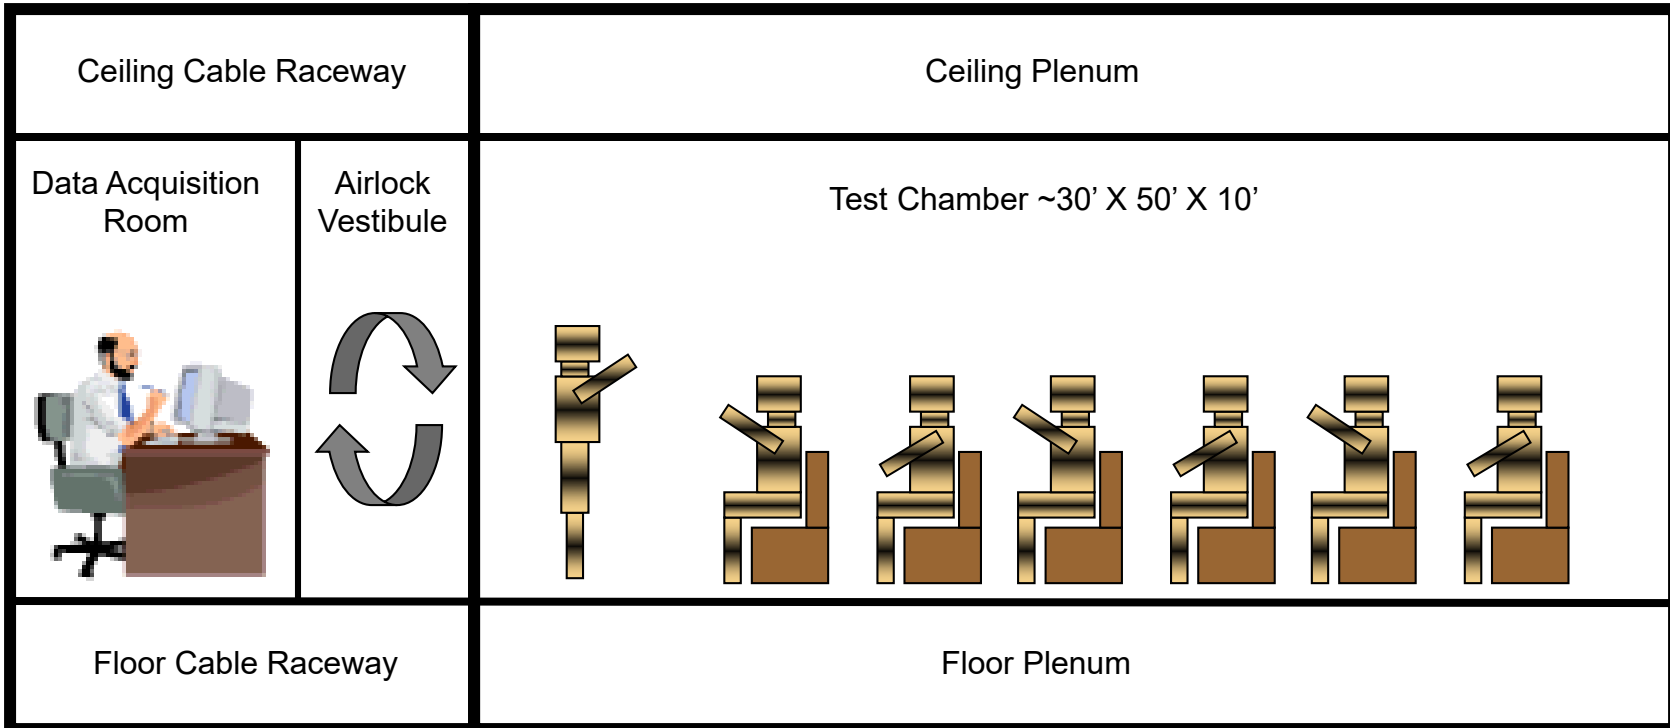 Ceiling Cable Raceway
Ceiling Plenum
Data Acquisition
Room
Airlock
Vestibule
Test Chamber ~30’ X 50’ X 10’
Floor Cable Raceway
Floor Plenum